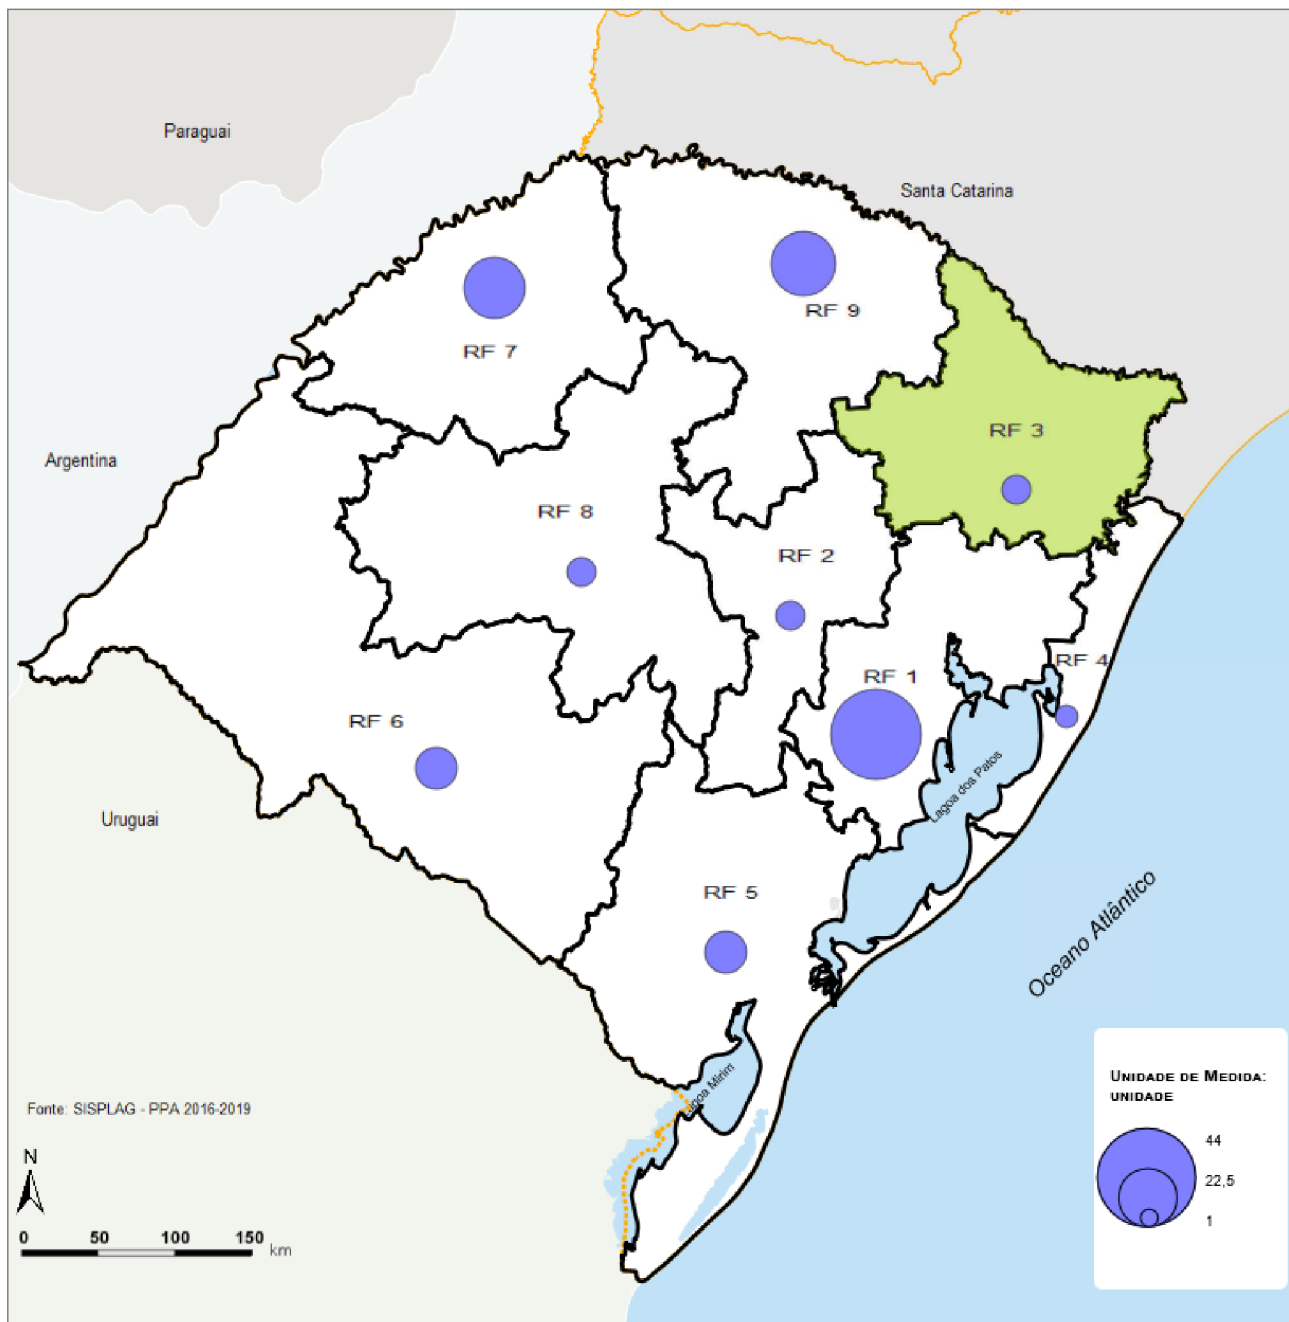 Paraguai
Santa Catarina
RF 9
RF 7
RF 3
Argentina
RF 8
RF 2
RF 4
RF 1
RF 6
Lagoa dos Patos
Uruguai
RF 5
Oceano Atlântico
Lagoa Mirim
Fonte: SISPLAG - PPA 2016-2019
UNIDADE DE MEDIDA:
UNIDADE
44
22,5
1
N
0 50 100 150
km